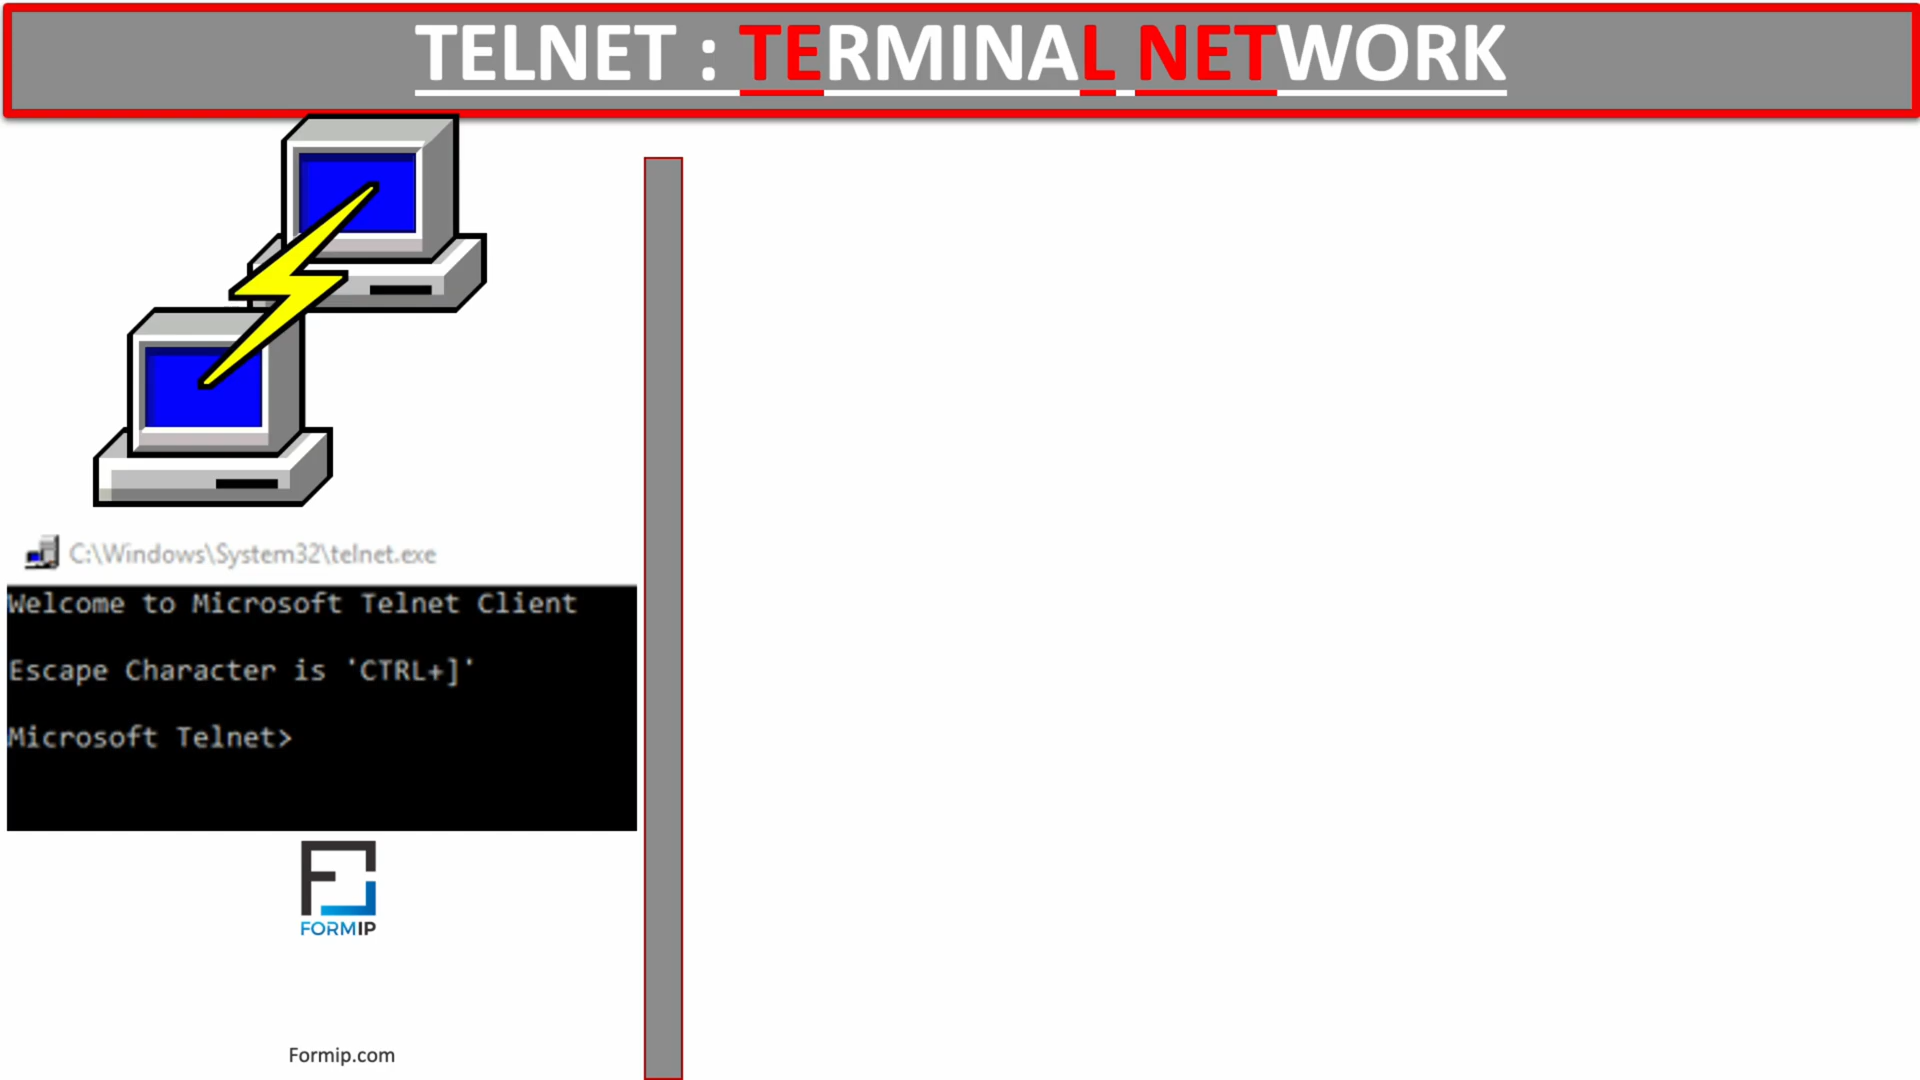 TELNET : TERMINAL NETWORK
C:\Windows\System32\telnet.exe
Welcome to Microsoft Telnet Client
Escape Character is 'CTRL+]'
Microsoft Telnet>
FORMIP
Formip.com